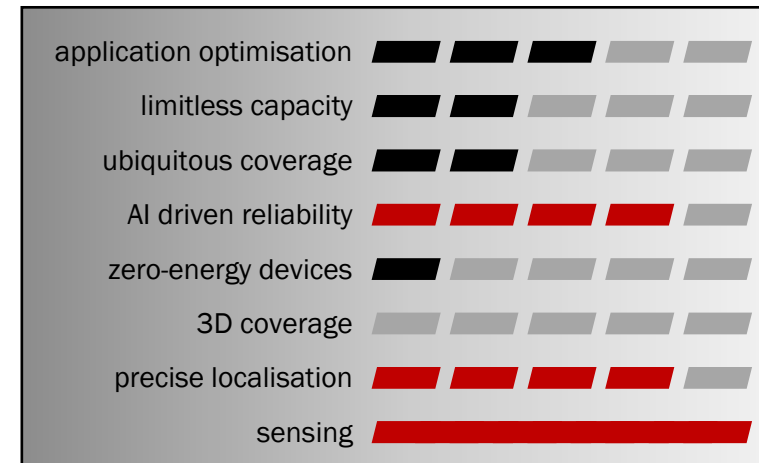 application optimisation
limitless capacity
ubiquitous coverage
AI driven reliability
zero-energy devices
3D coverage
precise localisation
sensing